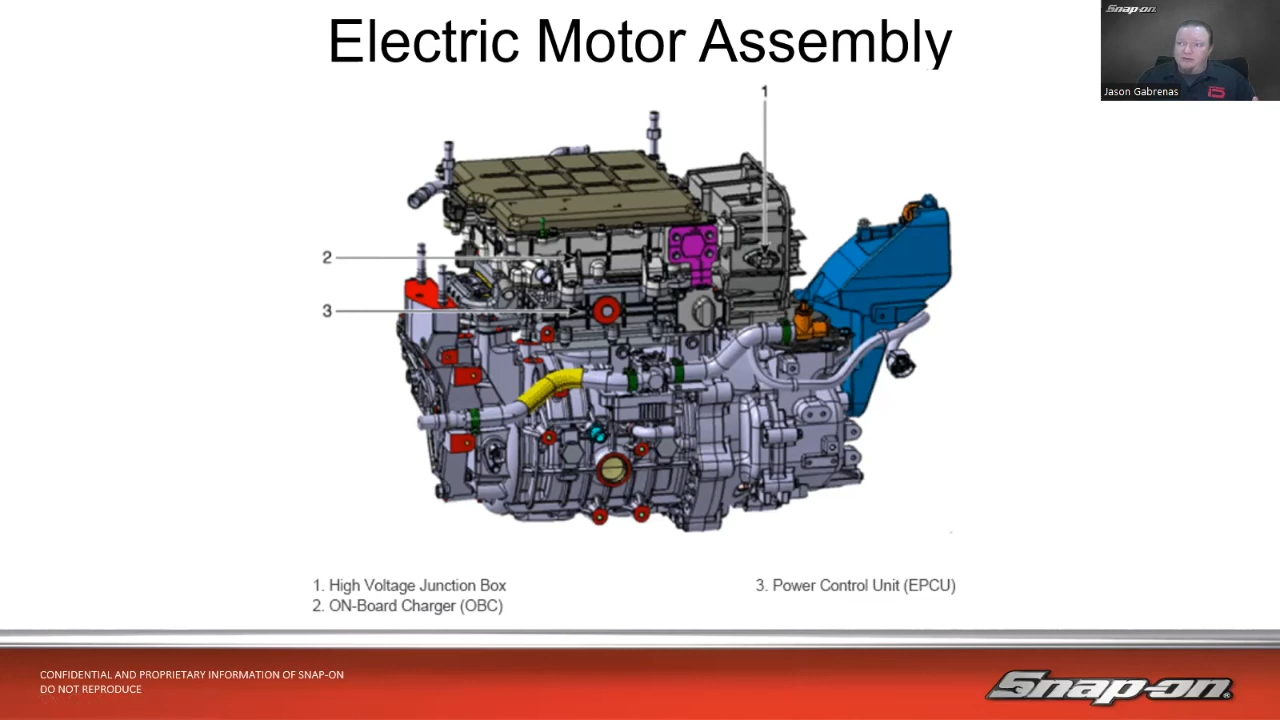 Electric Motor Assembly
Snap-on
Jason Gabrenas
1
2
3
1. High Voltage Junction Box
2. ON-Board Charger (OBC)
3. Power Control Unit (EPCU)
CONFIDENTIAL AND PROPRIETARY INFORMATION OF SNAP-ON
DO NOT REPRODUCE
Snap-on